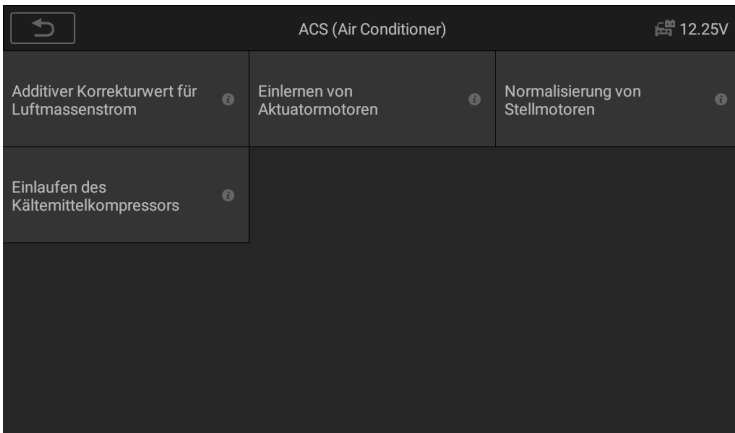 ACS (Air Conditioner)
12.25V
Additiver Korrekturwert für
Luftmassenstrom
Einlernen von
Aktuatormotoren
Normalisierung von
Stellmotoren
Einlaufen des
Kältemittelkompressors